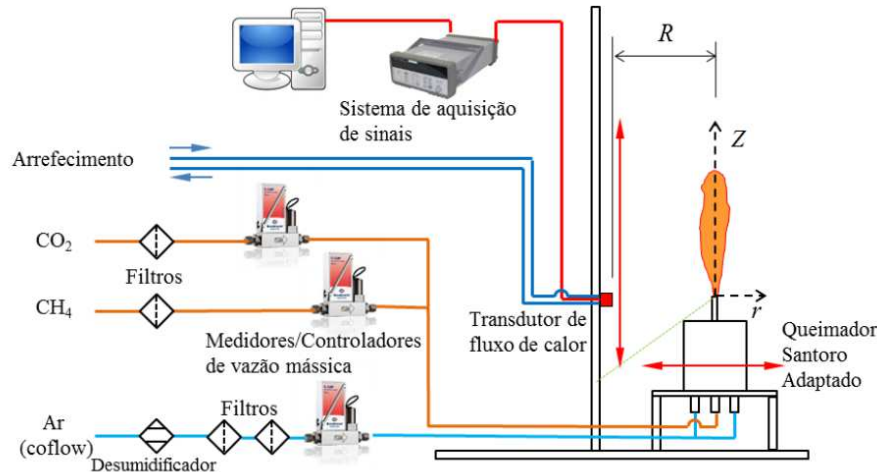 R
Sistema de aquisição
de sinais
Z
Arrefecimento
CO2
Filtros
CH4
Transdutor de
fluxo de calor
r
Queimador
Santoro
Adaptado
Medidores/Controladores
de vazão mássica
Filtros
Ar
(coflow)
Desumidificador